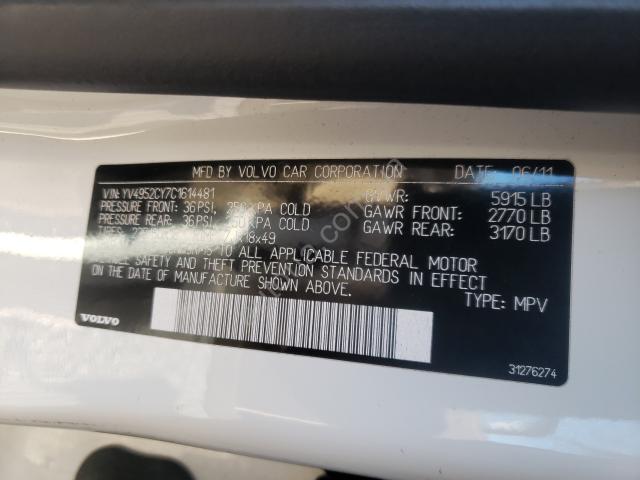 MFD BY VOLVO CAR CORPORATION DATE 06/11
VIN: YV4952CY7C1614481 GVWR: 5915 LB
PRESSURE FRONT: 36PSI, 250KPA COLD GAWR FRONT: 2770 LB
PRESSURE REAR: 36PSI, KPA COLD GAWR REAR: 3170 LB
18x49
TO ALL APPLICABLE FEDERAL MOTOR
SAFETY AND THEFT PREVENTION STANDARDS IN EFFECT
ON THE DATE OF MANUFACTURE SHOWN ABOVE.
TYPE: MPV
VOLVO
31276274